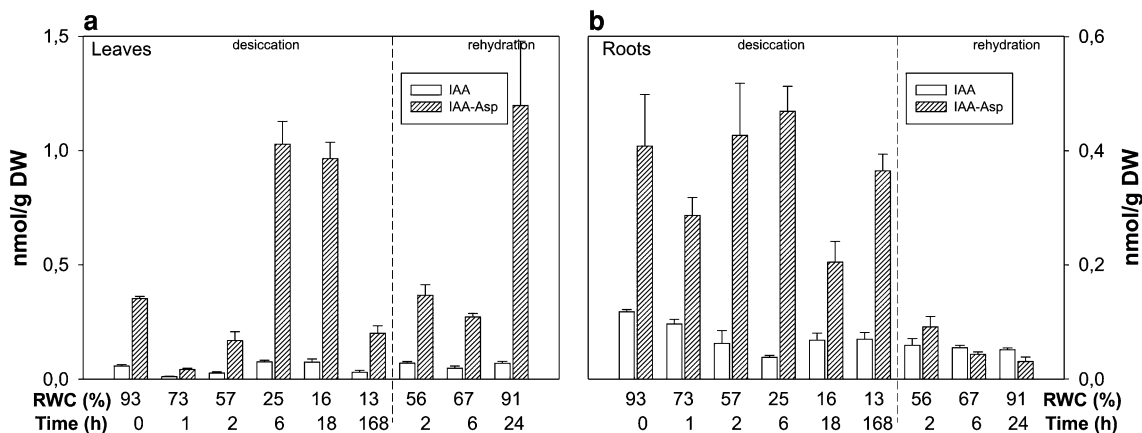 a
b
1,5
Leaves
desiccation
rehydration
IAA
IAA-Asp
1,0
0,5
0,0
nmol/g DW
Roots
desiccation
rehydration
IAA
IAA-Asp
0,6
0,4
0,2
0,0
nmol/g DW
RWC (%) 93 73 57 25 16 13 56 67 91 93 73 57 25 16 13 56 67 91 RWC (%)
Time (h) 0 1 2 6 18 168 2 6 24 0 1 2 6 18 168 2 6 24 Time (h)